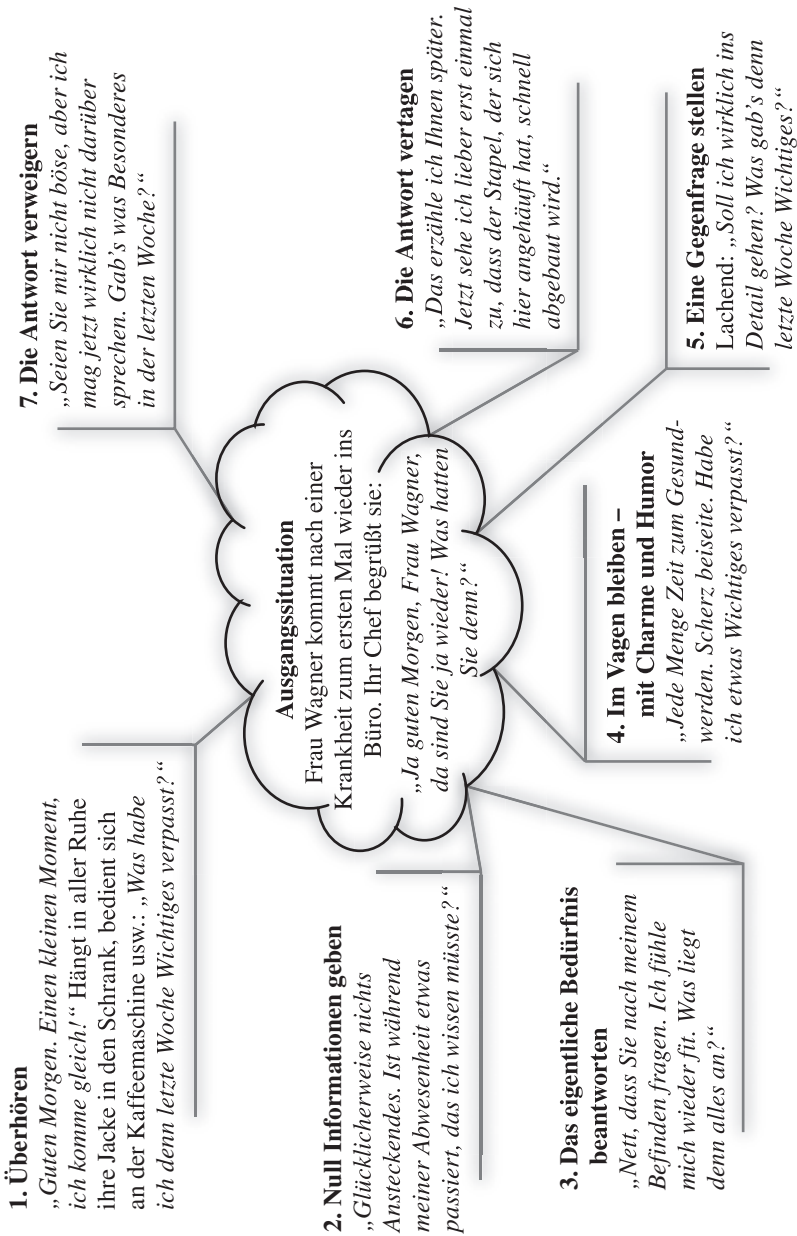 1. Überhören
„Guten Morgen. Einen kleinen Moment,
ich komme gleich!“ Hängt in aller Ruhe
ihre Jacke in den Schrank, bedient sich
an der Kaffeemaschine usw.: „Was habe
ich denn letzte Woche Wichtiges verpasst?“
2. Null Informationen geben
„Glücklicherweise nichts
Ansteckendes. Ist während
meiner Abwesenheit etwas
passiert, das ich wissen müsste?“
3. Das eigentliche Bedürfnis
beantworten
„Nett, dass Sie nach meinem
Befinden fragen. Ich fühle
mich wieder fit. Was liegt
denn alles an?“
Ausgangssituation
Frau Wagner kommt nach einer
Krankheit zum ersten Mal wieder ins
Büro. Ihr Chef begrüßt sie:
„Ja guten Morgen, Frau Wagner,
da sind Sie ja wieder! Was hatten
Sie denn?“
4. Im Vagen bleiben –
mit Charme und Humor
„Jede Menge Zeit zum Gesund-
werden. Scherz beiseite. Habe
ich etwas Wichtiges verpasst?“
5. Eine Gegenfrage stellen
Lachend: „Soll ich wirklich ins
Detail gehen? Was gab's denn
letzte Woche Wichtiges?“
6. Die Antwort vertagen
„Das erzähle ich Ihnen später.
Jetzt sehe ich lieber erst einmal
zu, dass der Stapel, der sich
hier angehäuft hat, schnell
abgebaut wird.“
7. Die Antwort verweigern
„Seien Sie mir nicht böse, aber ich
mag jetzt wirklich nicht darüber
sprechen. Gab's was Besonderes
in der letzten Woche?“